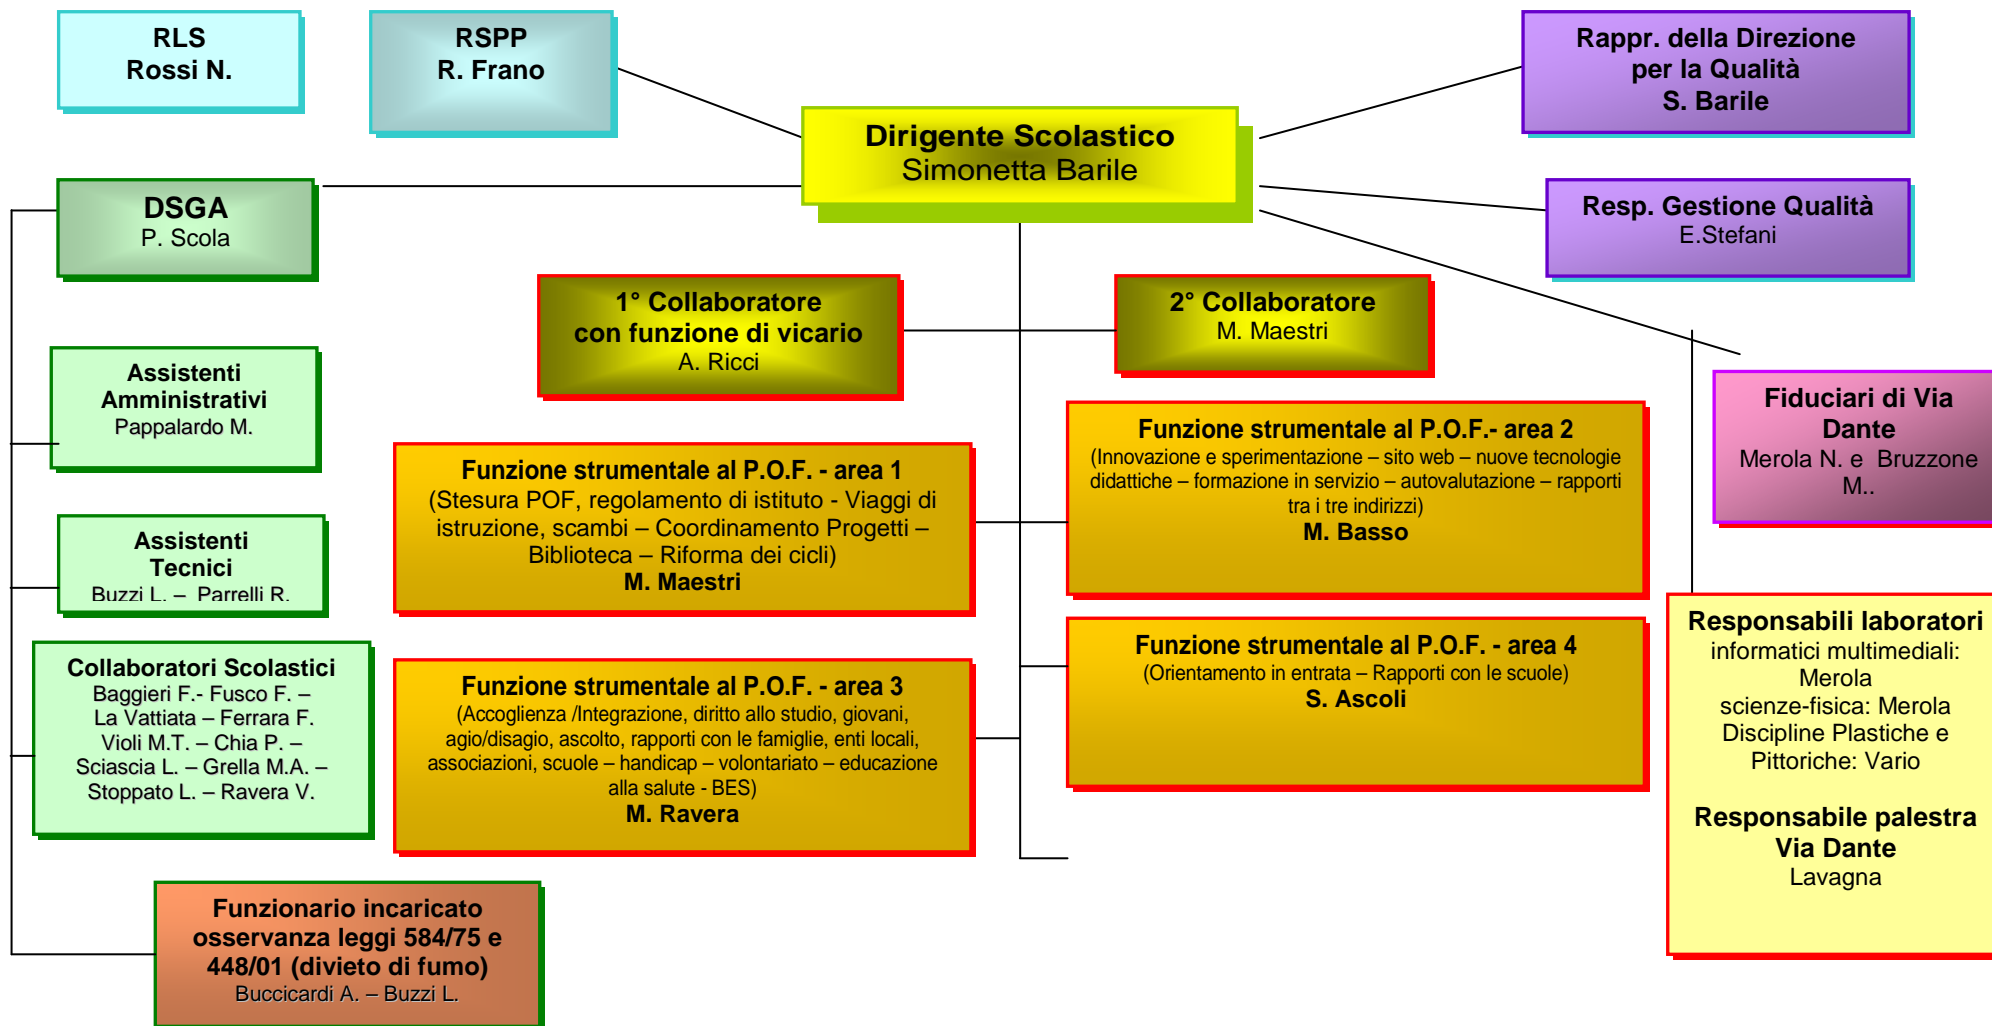 RLS
Rossi N.
RSPP
R. Frano
Rappr. della Direzione
per la Qualità
S. Barile
Dirigente Scolastico
Simonetta Barile
DSGA
P. Scola
Resp. Gestione Qualità
E.Stefani
1° Collaboratore
con funzione di vicario
A. Ricci
2° Collaboratore
M. Maestri
Assistenti
Amministrativi
Pappalardo M.
Fiduciari di Via
Dante
Merola N. e Bruzzone
M..
Funzione strumentale al P.O.F. - area 1
(Stesura POF, regolamento di istituto - Viaggi di
istruzione, scambi – Coordinamento Progetti –
Biblioteca – Riforma dei cicli)
M. Maestri
Funzione strumentale al P.O.F.- area 2
(Innovazione e sperimentazione – sito web – nuove tecnologie
didattiche – formazione in servizio – autovalutazione – rapporti
tra i tre indirizzi)
M. Basso
Assistenti
Tecnici
Buzzi L. – Parrelli R.
Collaboratori Scolastici
Baggieri F.- Fusco F. –
La Vattiata – Ferrara F.
Violi M.T. – Chia P. –
Sciascia L. – Grella M.A. –
Stoppato L. – Ravera V.
Funzione strumentale al P.O.F. - area 3
(Accoglienza /Integrazione, diritto allo studio, giovani,
agio/disagio, ascolto, rapporti con le famiglie, enti locali,
associazioni, scuole – handicap – volontariato – educazione
alla salute - BES)
M. Ravera
Funzione strumentale al P.O.F. - area 4
(Orientamento in entrata – Rapporti con le scuole)
S. Ascoli
Responsabili laboratori
informatici multimediali:
Merola
scienze-fisica: Merola
Discipline Plastiche e
Pittoriche: Vario
Responsabile palestra
Via Dante
Lavagna
Funzionario incaricato
osservanza leggi 584/75 e
448/01 (divieto di fumo)
Buccicardi A. – Buzzi L.